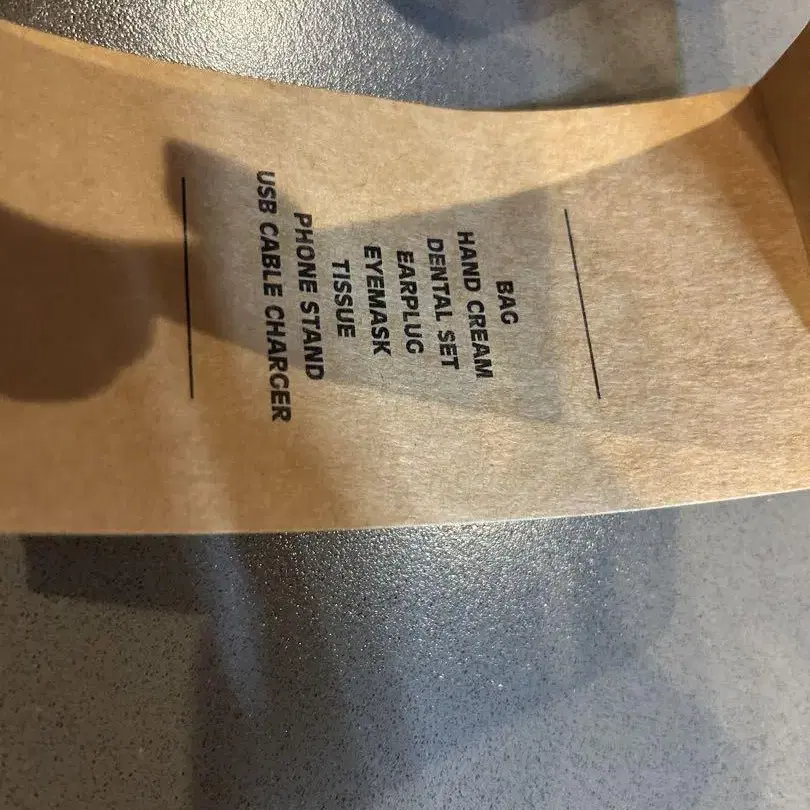 BAG
HAND CREAM
DENTAL SET
EARPLUG
EYEMASK
TISSUE
PHONE STAND
USB CABLE CHARGER